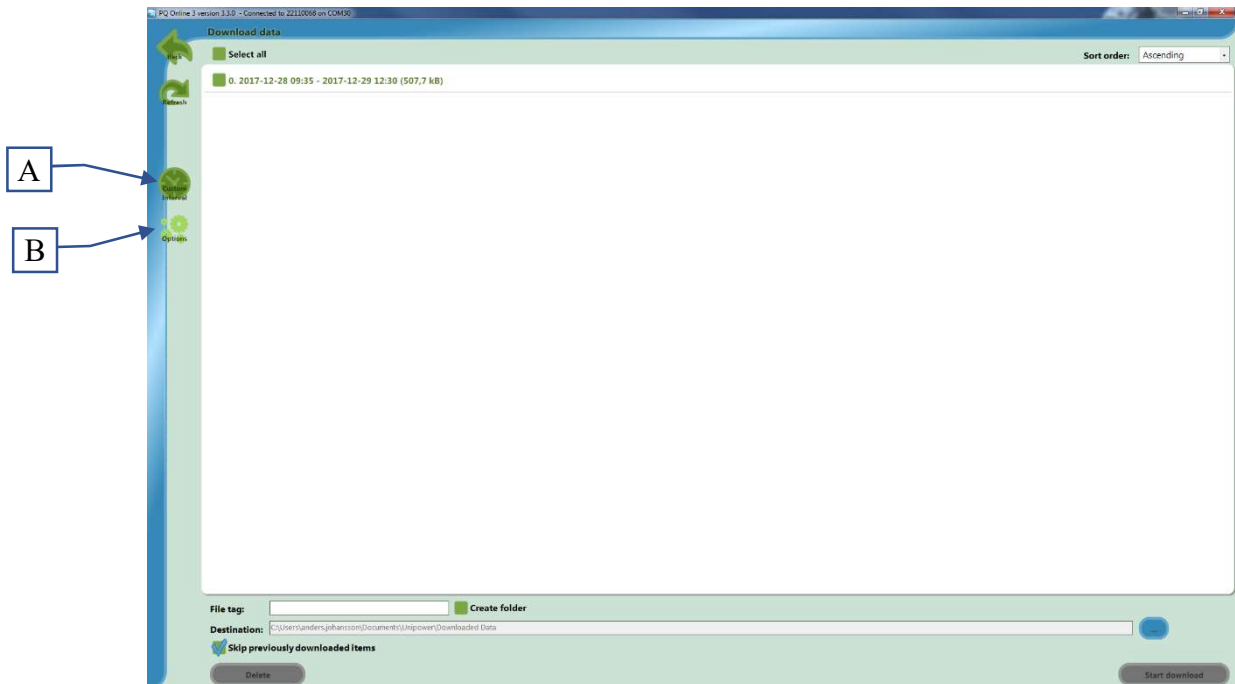 PQ Online 3 version 3.3.0 - Connected to 22110068 on COM30
Download data
Back
Select all
Sort order: Ascending
0. 2017-12-28 09:35 - 2017-12-29 12:30 (507,7 kB)
Refresh
A
Custom
Interval
B
Options
File tag:
Create folder
Destination: C:\Users\anders.johansson\Documents\Unipower\Downloaded Data
...
Skip previously downloaded items
Delete
Start download